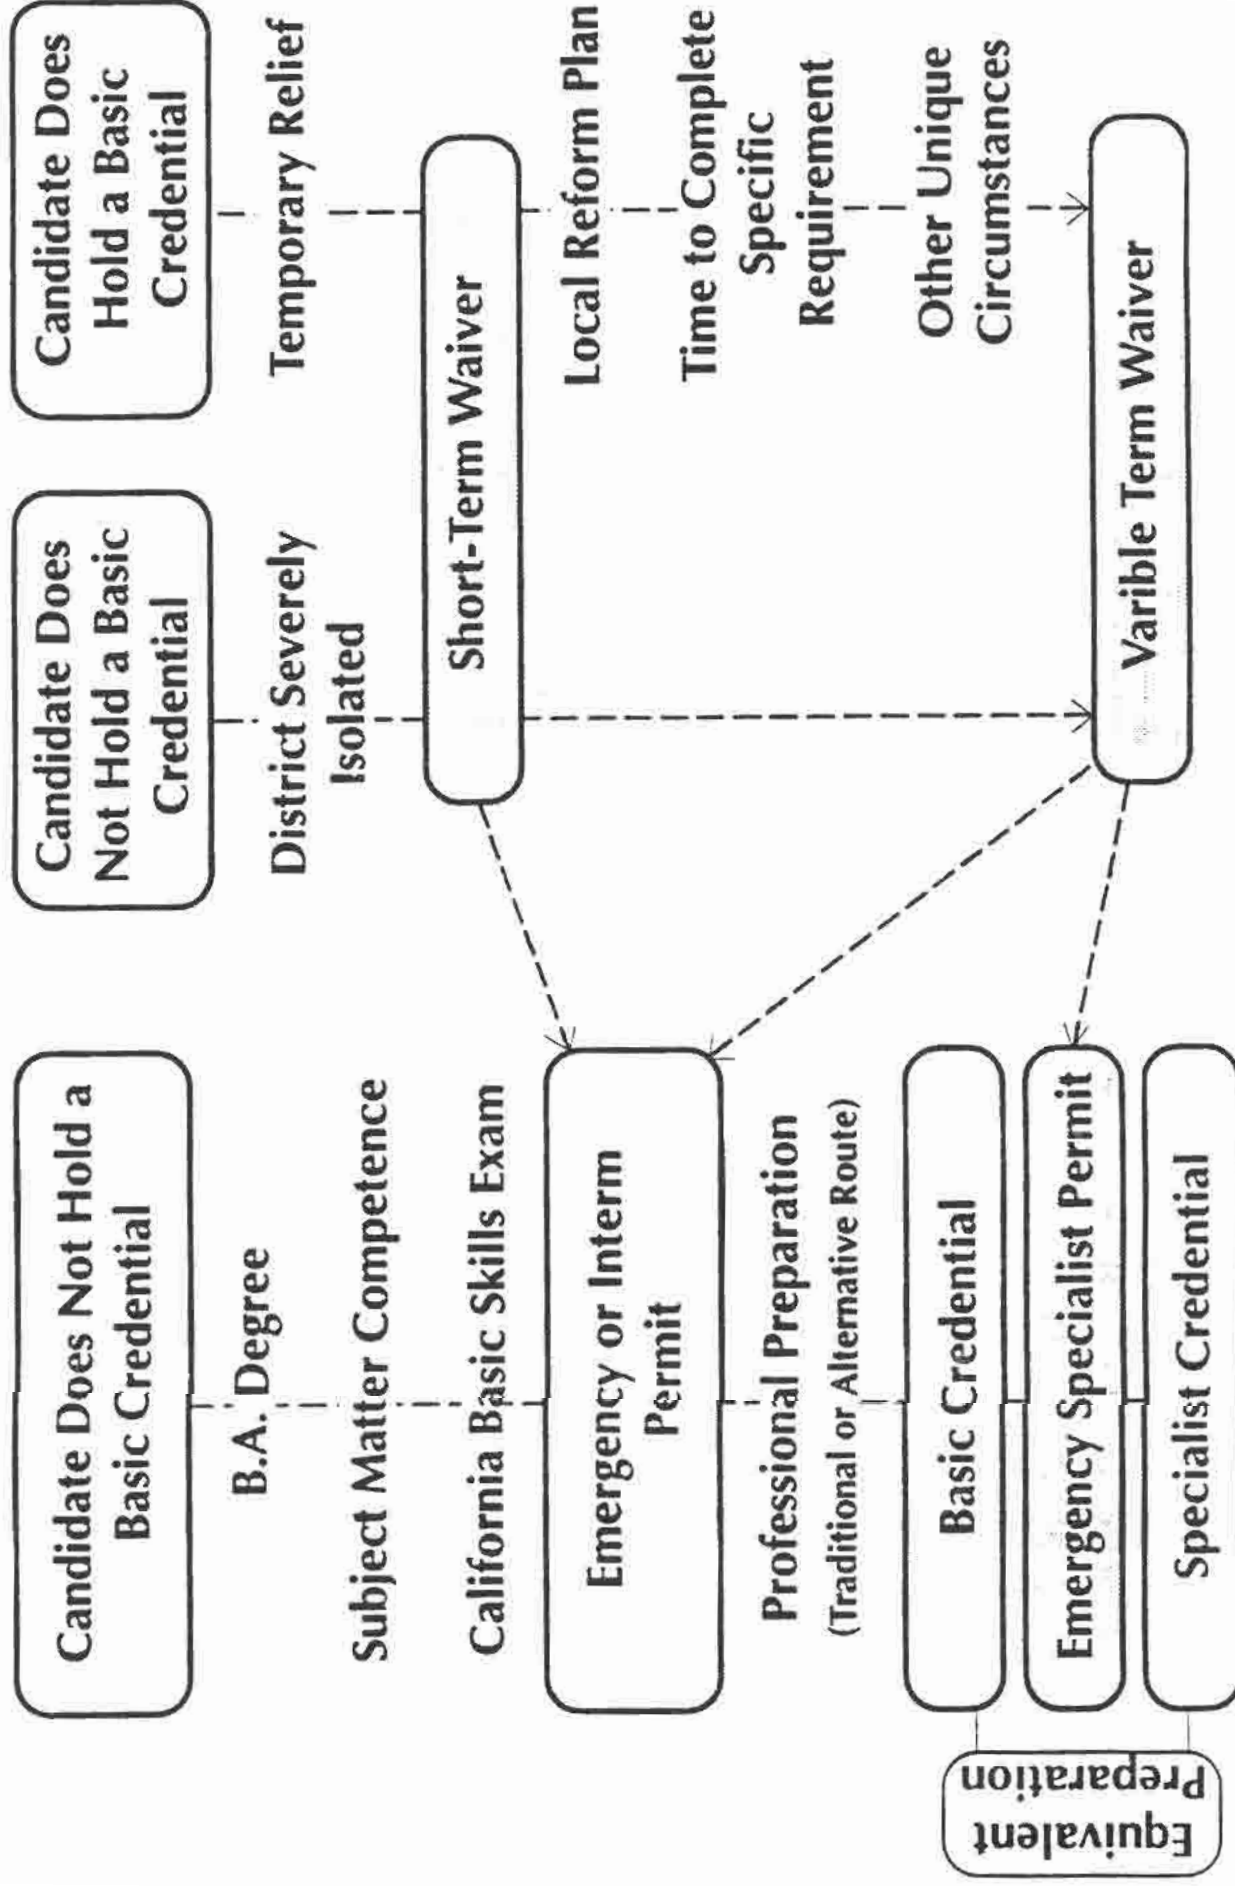 Candidate Does Not Hold a
Basic Credential
B.A. Degree
Subject Matter Competence
California Basic Skills Exam
Emergency or Interm
Permit
Professional Preparation
(Traditional or Alternative Route)
Basic Credential
Emergency Specialist Permit
Specialist Credential
Equivalent
Preparation
Candidate Does
Not Hold a Basic
Credential
District Severely
Isolated
Candidate Does
Hold a Basic
Credential
Temporary Relief
Short-Term Waiver
Local Reform Plan
Time to Complete
Specific
Requirement
Other Unique
Circumstances
Varible Term Waiver